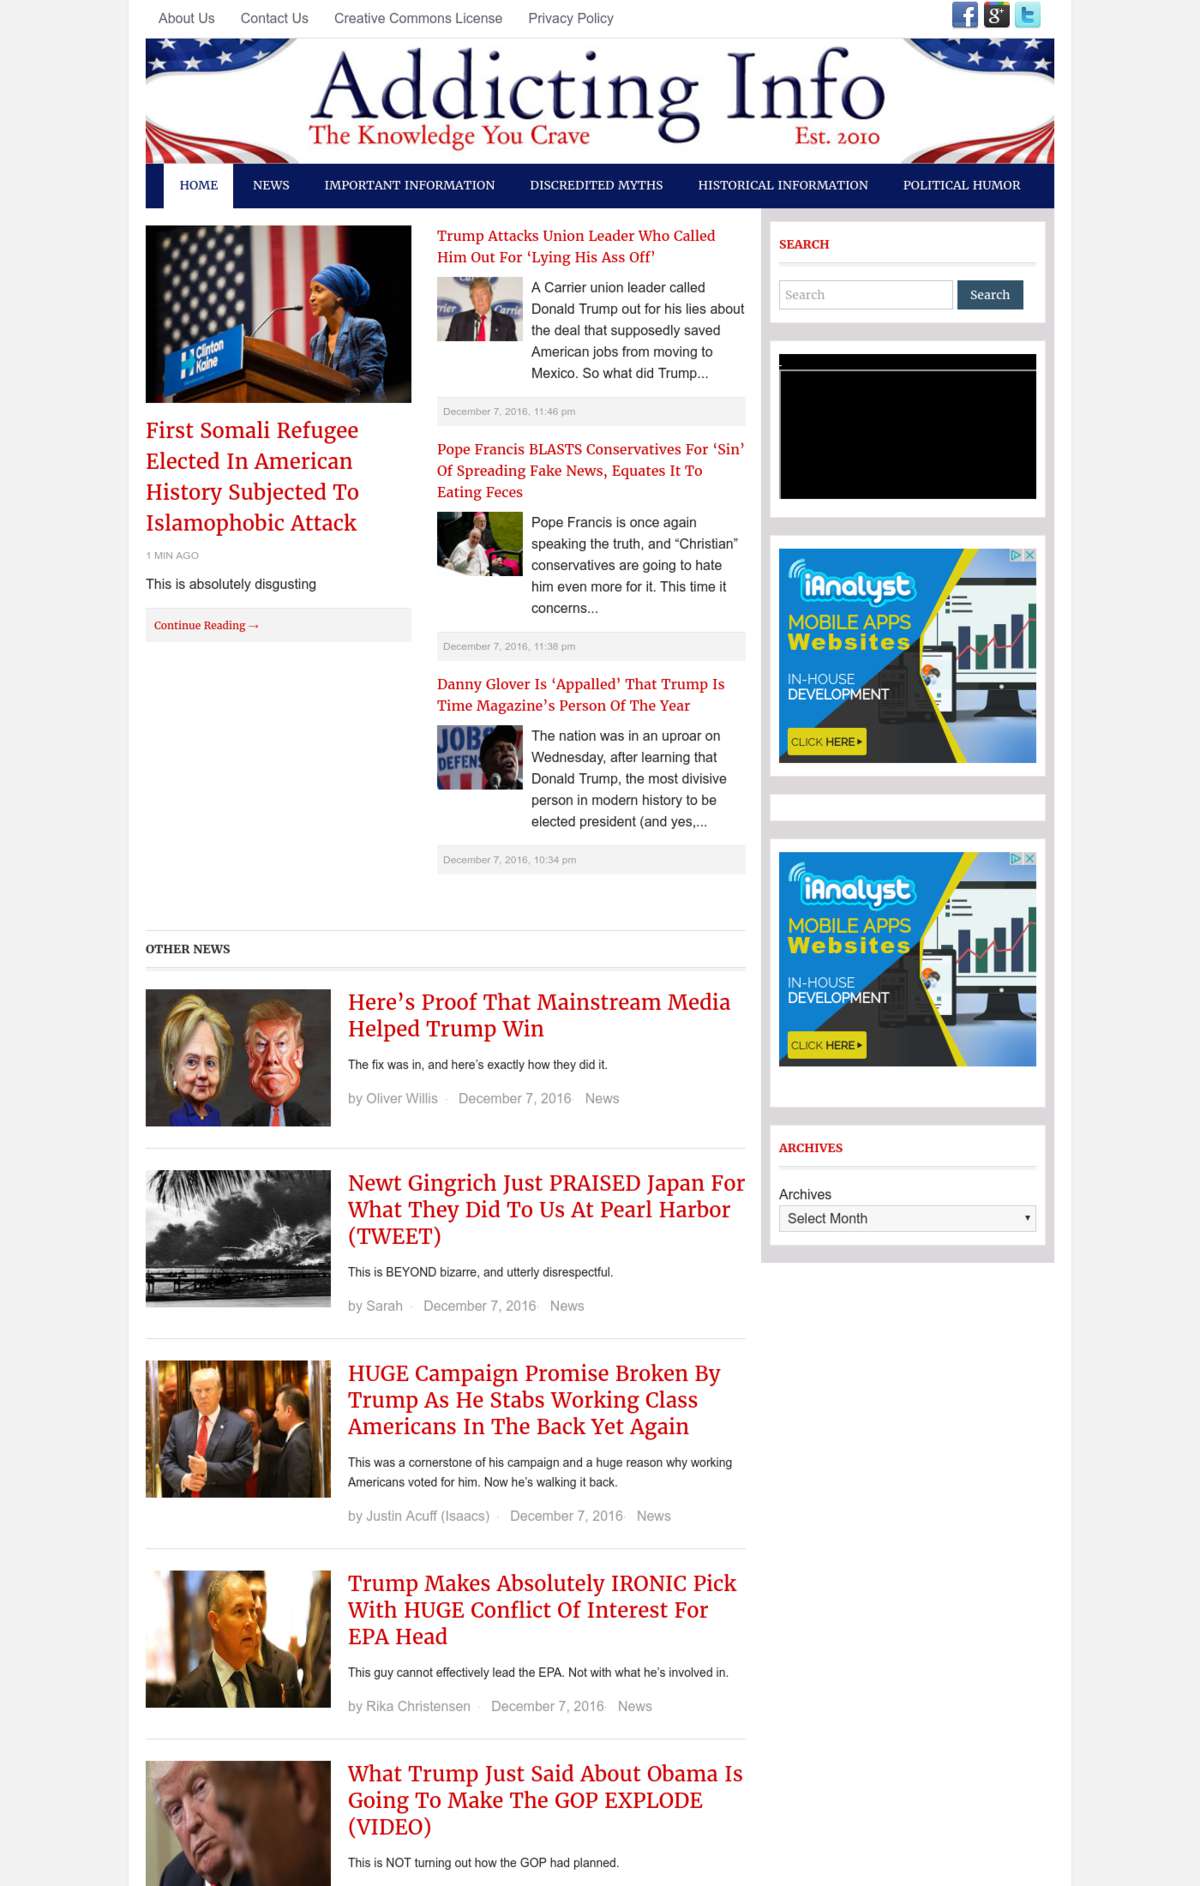 About Us Contact Us Creative Commons License Privacy Policy
Addicting Info
The Knowledge You Crave Est. 2010
HOME NEWS IMPORTANT INFORMATION DISCREDITED MYTHS HISTORICAL INFORMATION POLITICAL HUMOR
Clinton
Kaine
First Somali Refugee
Elected In American
History Subjected To
Islamophobic Attack
1 MIN AGO
This is absolutely disgusting
Continue Reading →
Trump Attacks Union Leader Who Called
Him Out For ‘Lying His Ass Off’
A Carrier union leader called
Donald Trump out for his lies about
the deal that supposedly saved
American jobs from moving to
Mexico. So what did Trump...
December 7, 2016, 11:46 pm
Pope Francis BLASTS Conservatives For ‘Sin’
Of Spreading Fake News, Equates It To
Eating Feces
Pope Francis is once again
speaking the truth, and “Christian”
conservatives are going to hate
him even more for it. This time it
concerns...
December 7, 2016, 11:38 pm
Danny Glover Is ‘Appalled’ That Trump Is
Time Magazine’s Person Of The Year
JOBS
DEFENS
The nation was in an uproar on
Wednesday, after learning that
Donald Trump, the most divisive
person in modern history to be
elected president (and yes,...
December 7, 2016, 10:34 pm
OTHER NEWS
Here’s Proof That Mainstream Media
Helped Trump Win
The fix was in, and here’s exactly how they did it.
by Oliver Willis · December 7, 2016 News
Newt Gingrich Just PRAISED Japan For
What They Did To Us At Pearl Harbor
(TWEET)
This is BEYOND bizarre, and utterly disrespectful.
by Sarah · December 7, 2016 · News
HUGE Campaign Promise Broken By
Trump As He Stabs Working Class
Americans In The Back Yet Again
This was a cornerstone of his campaign and a huge reason why working
Americans voted for him. Now he’s walking it back.
by Justin Acuff (Isaacs) · December 7, 2016 · News
Trump Makes Absolutely IRONIC Pick
With HUGE Conflict Of Interest For
EPA Head
This guy cannot effectively lead the EPA. Not with what he’s involved in.
by Rika Christensen · December 7, 2016 · News
What Trump Just Said About Obama Is
Going To Make The GOP EXPLODE
(VIDEO)
This is NOT turning out how the GOP had planned.
SEARCH
Search Search
iAnalyst
MOBILE APPS
Websites
IN-HOUSE
DEVELOPMENT
CLICK HERE
iAnalyst
MOBILE APPS
Websites
IN-HOUSE
DEVELOPMENT
CLICK HERE
ARCHIVES
Archives
Select Month